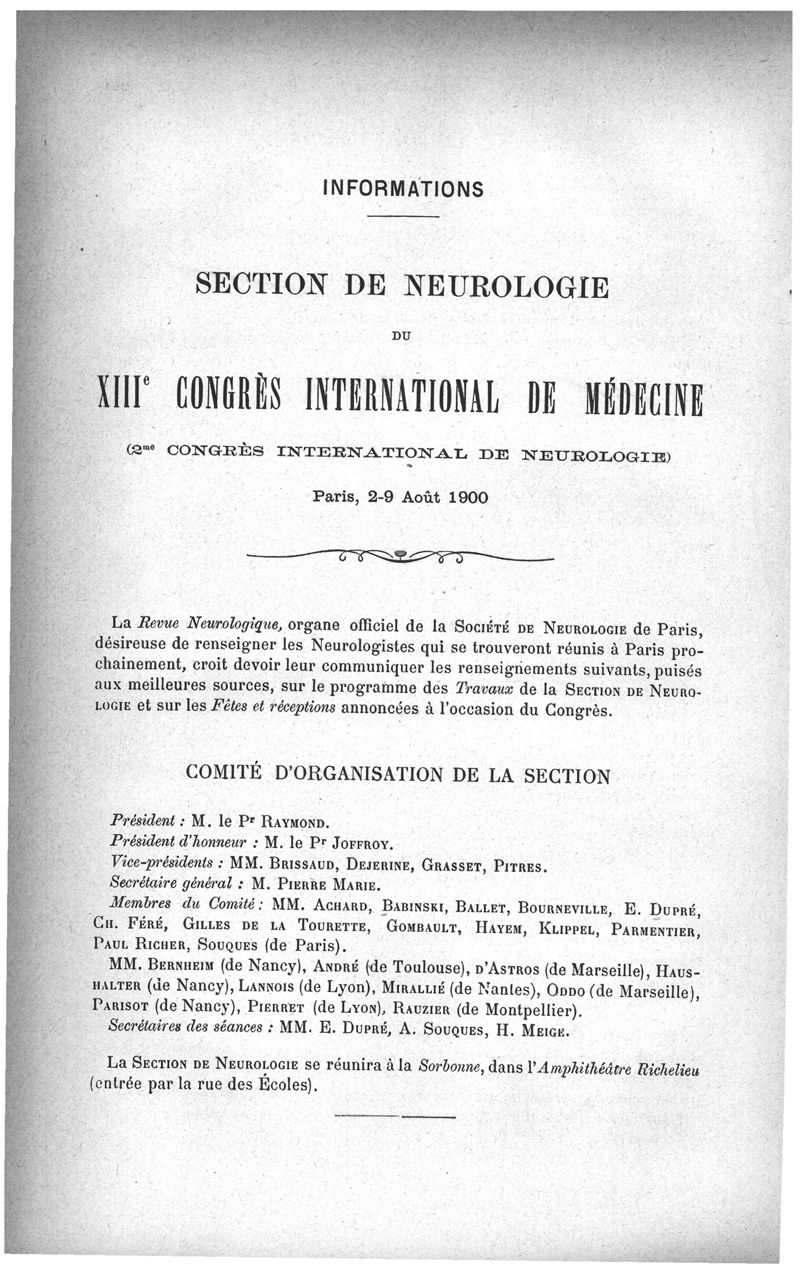 INFORMATIONS
SECTION DE NEUROLOGIE
DU
XIIIe CONGRÈS INTERNATIONAL DE MÉDECINE
(2me CONGRÈS INTERNATIONAL DE NEUROLOGIE)
Paris, 2-9 Août 1900
La Revue Neurologique, organe officiel de la SOCIÉTÉ DE NEUROLOGIE de Paris,
désireuse de renseigner les Neurologistes qui se trouveront réunis à Paris pro-
chainement, croit devoir leur communiquer les renseignements suivants, puisés
aux meilleures sources, sur le programme des Travaux de la SECTION DE NEURO-
LOGIE et sur les Fêtes et réceptions annoncées à l'occasion du Congrès.
COMITÉ D'ORGANISATION DE LA SECTION
Président : M. le Pr RAYMOND.
Président d'honneur : M. le Pr JOFFROY.
Vice-présidents : MM. BRISSAUD, DEJERINE, GRASSET, PITRES.
Secrétaire général : M. PIERRE MARIE.
Membres du Comité : MM. ACHARD, BABINSKI, BALLET, BOURNEVILLE, E. DUPRÉ,
CH. FÉRÉ, GILLES DE LA TOURETTE, GOMBAULT, HAYEM, KLIPPEL, PARMENTIER,
PAUL RICHER, SOUQUES (de Paris).
MM. BERNHEIM (de Nancy), ANDRÉ (de Toulouse), D'ASTROS (de Marseille), HAUS-
HALTER (de Nancy), LANNOIS (de Lyon), MIRALLIÉ (de Nantes), ODDO (de Marseille),
PARISOT (de Nancy), PIERRET (de LYON), RAUZIER (de Montpellier).
Secrétaires des séances : MM. E. DUPRÉ, A. SOUQUES, H. MEIGE.
La SECTION DE NEUROLOGIE se réunira à la Sorbonne, dans l'Amphithéâtre Richelieu
(entrée par la rue des Écoles).